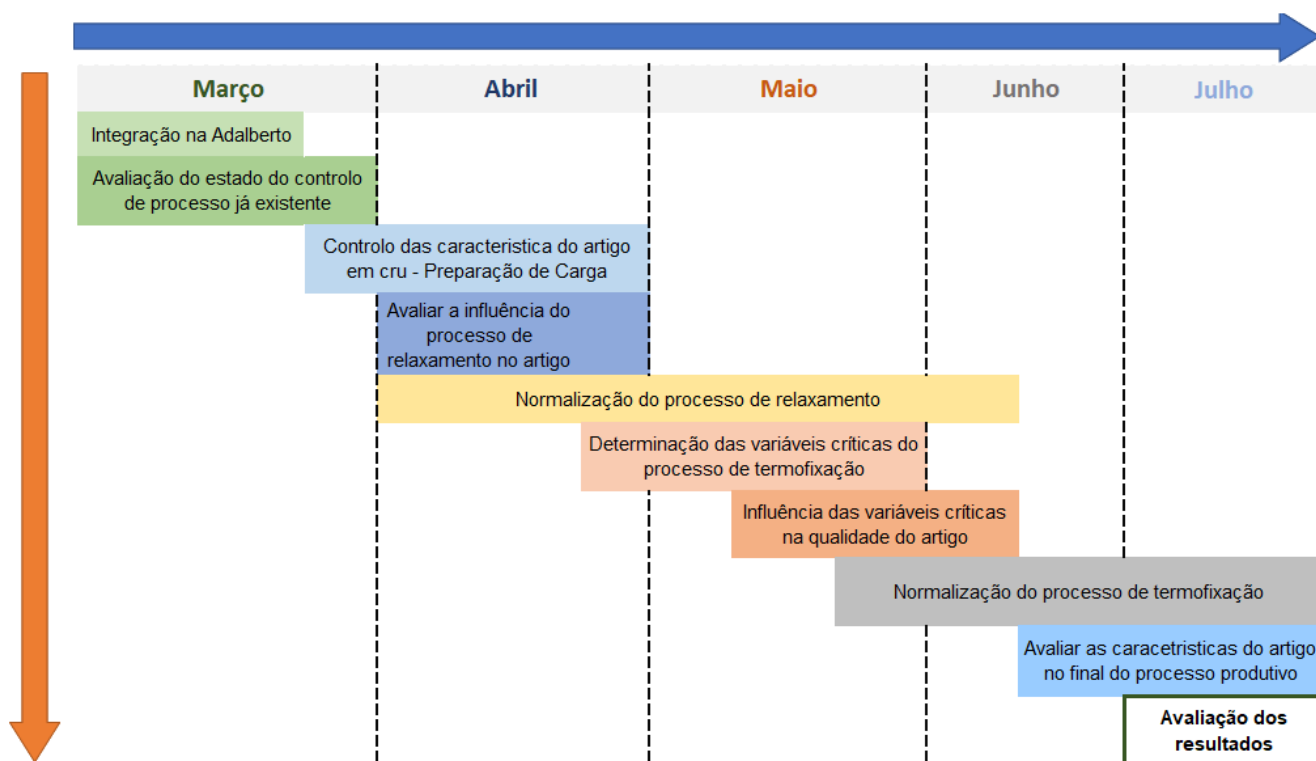 Março Abril Maio Junho Julho
Integração na Adalberto
Avaliação do estado do controlo
de processo já existente
Controlo das caracteristica do artigo
em cru - Preparação de Carga
Avaliar a influência do
processo de
relaxamento no artigo
Normalização do processo de relaxamento
Determinação das variáveis críticas do
processo de termofixação
Influência das variáveis críticas
na qualidade do artigo
Normalização do processo de termofixação
Avaliar as caracetristicas do artigo
no final do processo produtivo
Avaliação dos
resultados